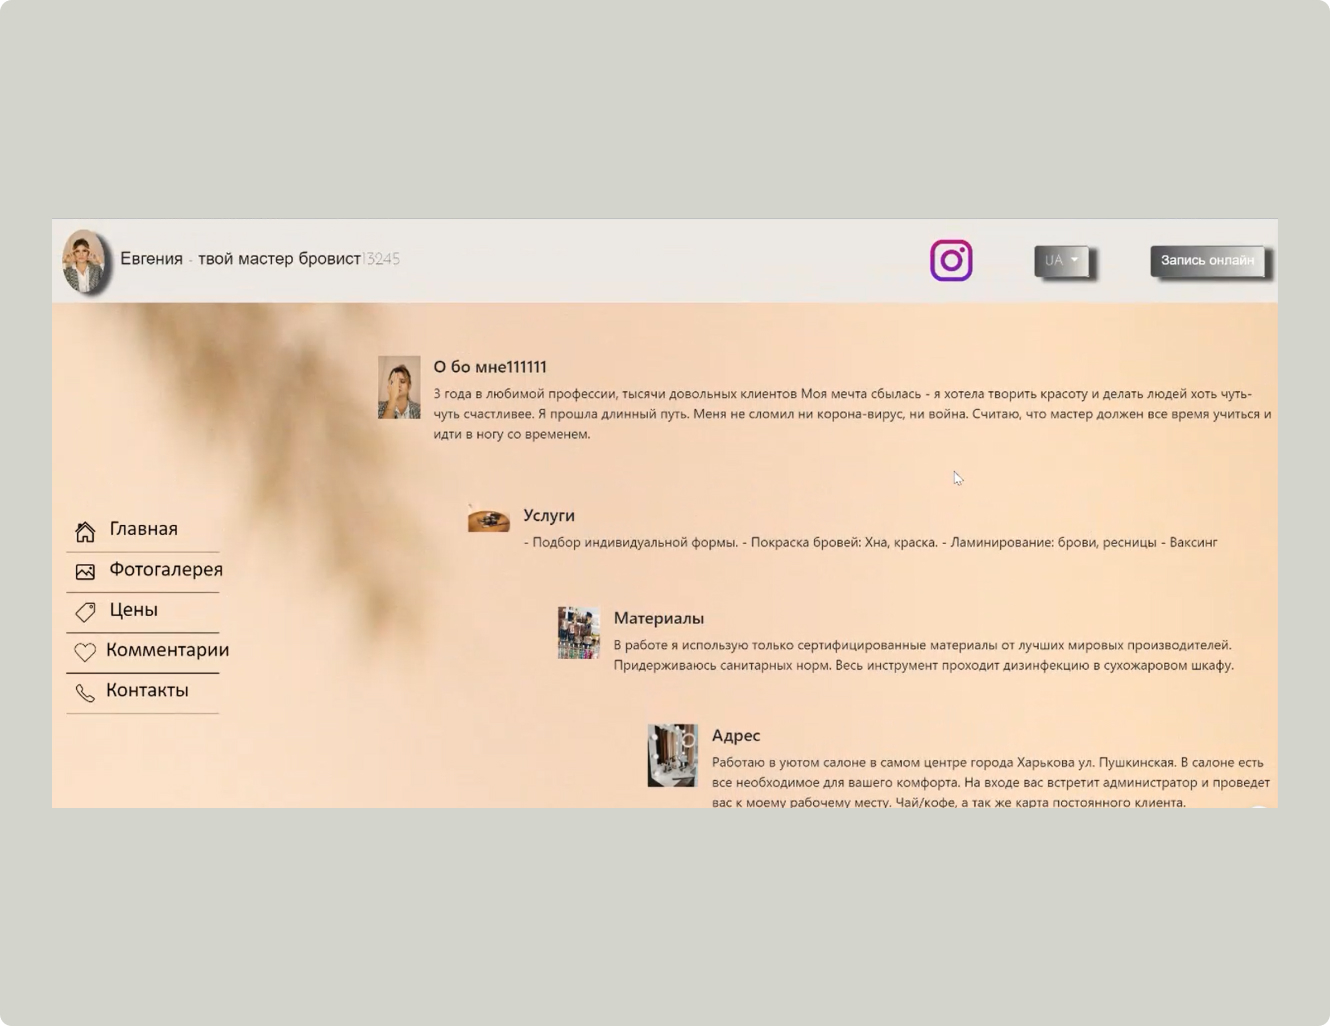 Евгения - твой мастер бровист13245
UA
Запись онлайн
О бо мне111111
3 года в любимой профессии, тысячи довольных клиентов Моя мечта сбылась - я хотела творить красоту и делать людей хоть чуть-
чуть счастливее. Я прошла длинный путь. Меня не сломил ни корона-вирус, ни война. Считаю, что мастер должен все время учиться и
идти в ногу со временем.
Услуги
- Подбор индивидуальной формы. - Покраска бровей: Хна, краска. - Ламинирование: брови, ресницы - Ваксинг
Главная
Фотогалерея
Цены
Комментарии
Контакты
Материалы
В работе я использую только сертифицированные материалы от лучших мировых производителей.
Придерживаюсь санитарных норм. Весь инструмент проходит дизинфекцию в сухожаровом шкафу.
Адрес
Работаю в уютом салоне в самом центре города Харькова ул. Пушкинская. В салоне есть
все необходимое для вашего комфорта. На входе вас встретит администратор и проведет
вас к моему рабочему месту. Чай/кофе, а так же карта постоянного клиента.